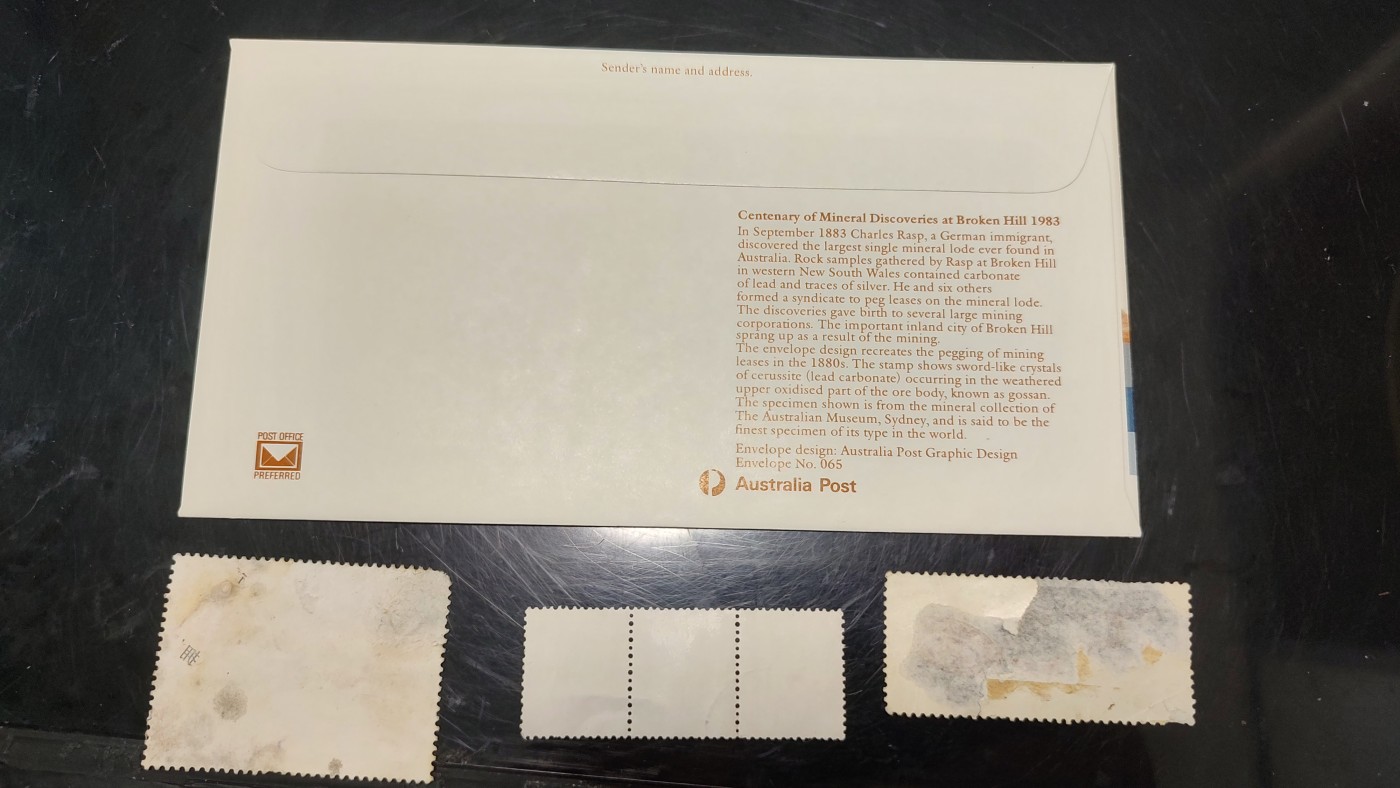 Sender's name and address.
Centenary of Mineral Discoveries at Broken Hill 1983
In September 1883 Charles Rasp, a German immigrant,
discovered the largest single mineral lode ever found in
Australia. Rock samples gathered by Rasp at Broken Hill
in western New South Wales contained carbonate
of lead and traces of silver. He and six others
formed a syndicate to peg leases on the mineral lode.
The discoveries gave birth to several large mining
corporations. The important inland city of Broken Hill
sprang up as a result of the mining.
The envelope design recreates the pegging of mining
leases in the 1880s. The stamp shows sword-like crystals
of cerussite (lead carbonate) occurring in the weathered
upper oxidised part of the ore body, known as gossan.
The specimen shown is from the mineral collection of
The Australian Museum, Sydney, and is said to be the
finest specimen of its type in the world.
Envelope design: Australia Post Graphic Design
Envelope No. 065
Australia Post
POST OFFICE
PREFERRED